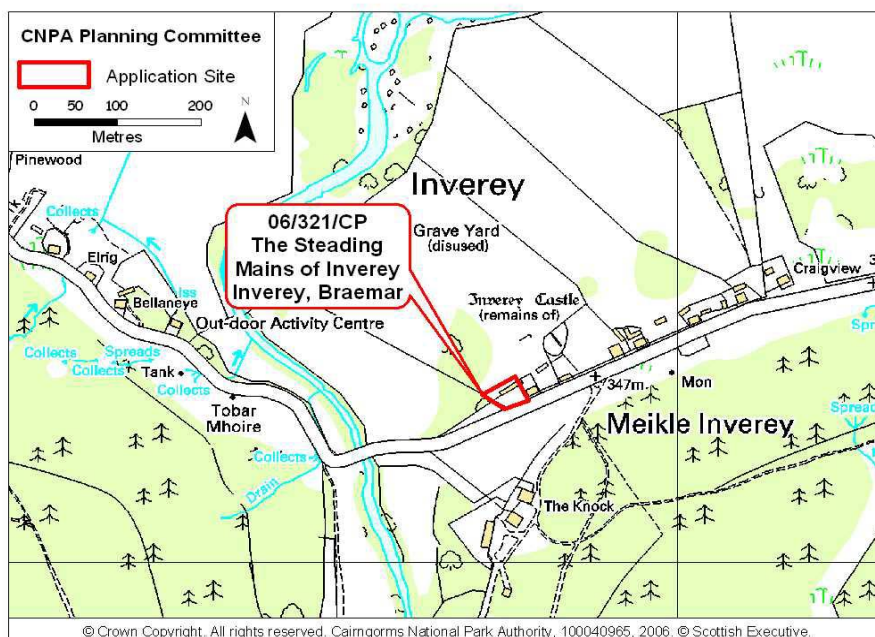 CNPA Planning Committee
Application Site
0 50 100 200
Metres
N
Pinewood
Collects
Elrig
Bellaneye
Iss
Out-door Activity Centre
Collects Spreads
Collects
Tank
Collects
Tobar
Mhoire
Collects
Drain
06/321/CP
The Steading
Mains of Inverey
Inverey, Braemar
Inverey
Grave Yard
(disused)
Inverey Castle
(remains of)
Craigview
347m
Mon
Meikle Inverey
The Knock
Spreads
© Crown Copyright. All rights reserved. Cairngorms National Park Authority. 100040965, 2006. © Scottish Executive.